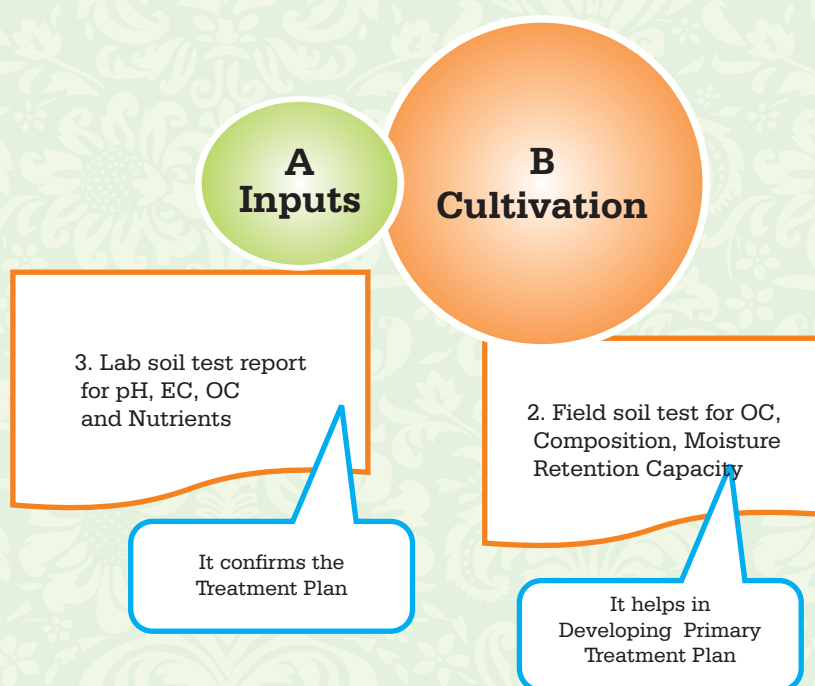 A
Inputs
B
Cultivation
3. Lab soil test report
for pH, EC, OC
and Nutrients
It confirms the
Treatment Plan
2. Field soil test for OC,
Composition, Moisture
Retention Capacity
It helps in
Developing Primary
Treatment Plan